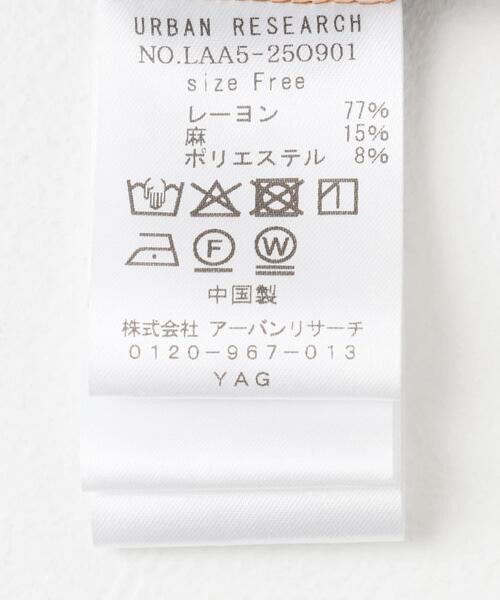 URBAN RESEARCH
NO.LAA5-25O901
size Free
レーヨン 77%
麻 15%
ポリエステル 8%
F W
中国製
株式会社 アーバンリサーチ
0120-967-013
YAG